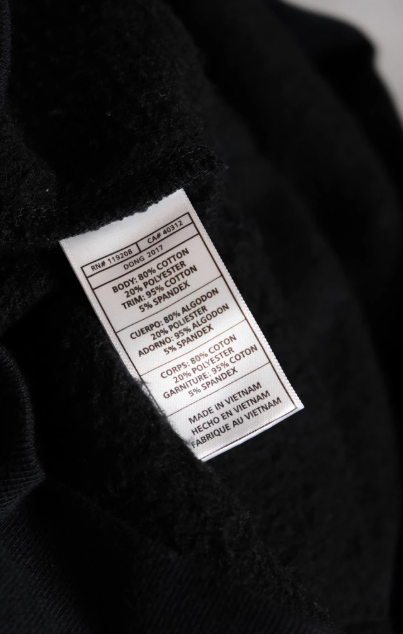 RN# 119208 CA# 40312
DONG 2017
BODY: 80% COTTON
20% POLYESTER
TRIM: 95% COTTON
5% SPANDEX
CUERPO: 80% ALGODON
20% POLIESTER
ADORNO: 95% ALGODON
5% SPANDEX
CORPS: 80% COTON
20% POLYESTER
GARNITURE: 95% COTON
5% SPANDEX
MADE IN VIETNAM
HECHO EN VIETNAM
FABRIQUE AU VIETNAM